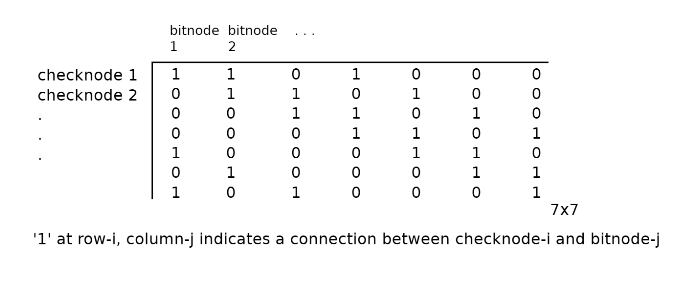 bitnode bitnode . . .
1 2
checknode 1 1 1 0 1 0 0 0
checknode 2 0 1 1 0 1 0 0
. 0 0 1 1 0 1 0
. 0 0 0 1 1 0 1
. 1 0 0 0 1 1 0
0 1 0 0 0 1 1
1 0 1 0 0 0 1
7x7
'1' at row-i, column-j indicates a connection between checknode-i and bitnode-j